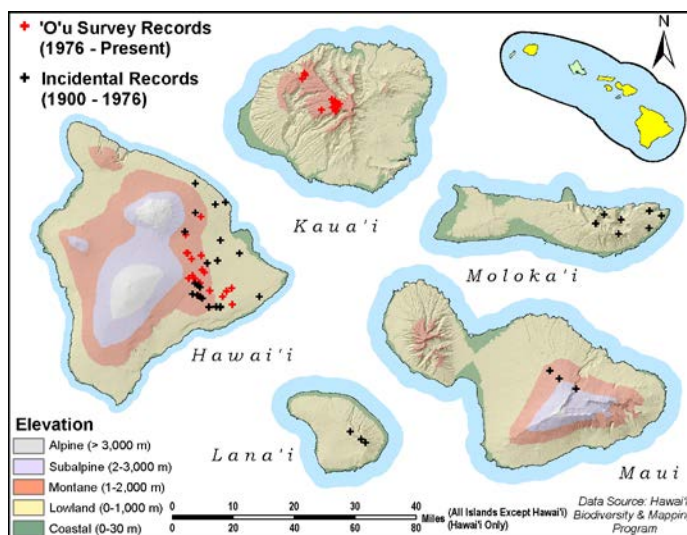 'O'u Survey Records
(1976 - Present)
Incidental Records
(1900 - 1976)
N
Kaua'i
Moloka'i
Hawai'i
Lana'i
Maui
Elevation
Alpine (> 3,000 m)
Subalpine (2-3,000 m)
Montane (1-2,000 m)
Lowland (0-1,000 m)
Coastal (0-30 m)
0 10 20 30 40
Miles
0 20 40 60 80
(All Islands Except Hawai'i)
(Hawai'i Only)
Data Source: Hawai'i
Biodiversity & Mapping
Program